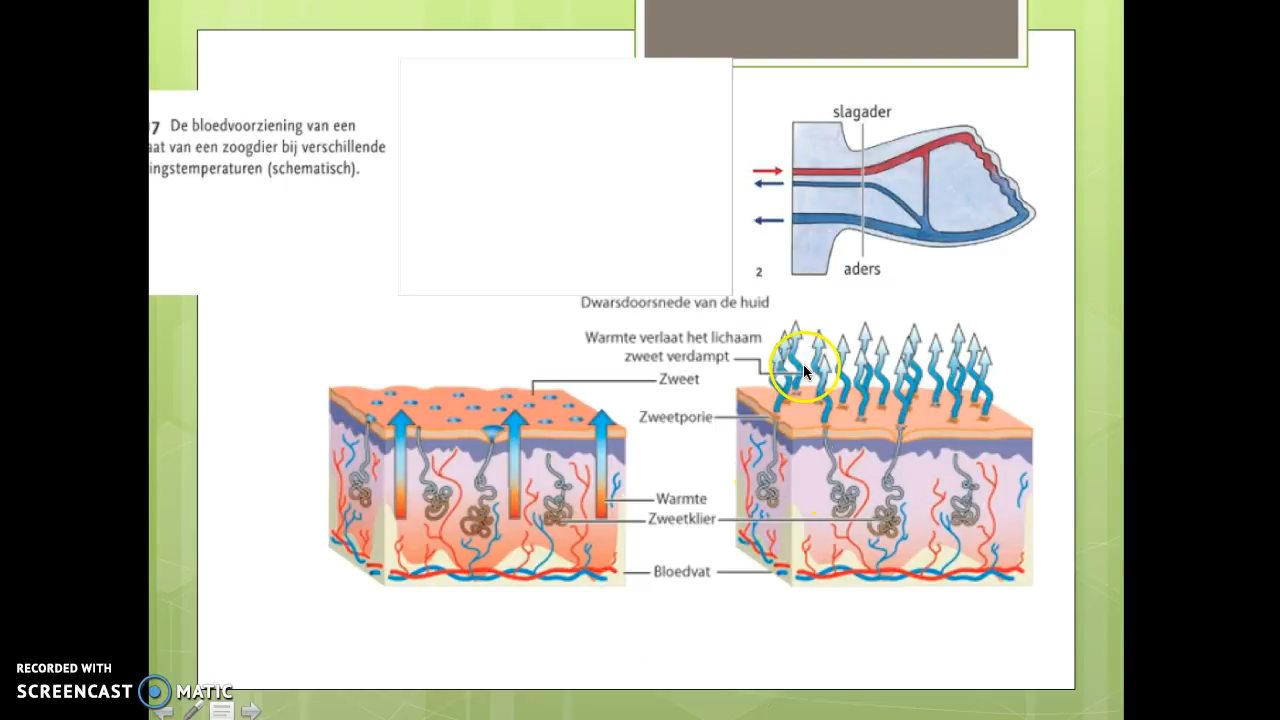 7 De bloedvoorziening van een
aat van een zoogdier bij verschillende
ingstemperaturen (schematisch).
slagader
2
aders
Dwarsdoorsnede van de huid
Warmte verlaat het lichaam
zweet verdampt
Zweet
Zweetporie
Warmte
Zweetklier
Bloedvat
RECORDED WITH
SCREENCAST MATIC